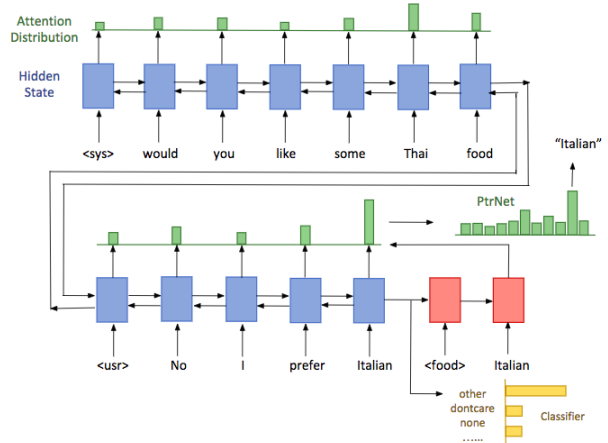 Attention
Distribution
Hidden
State
<sys> would you like some Thai food
"Italian"
PtrNet
<usr> No I prefer Italian <food> Italian
other
dontcare
none
......
Classifier